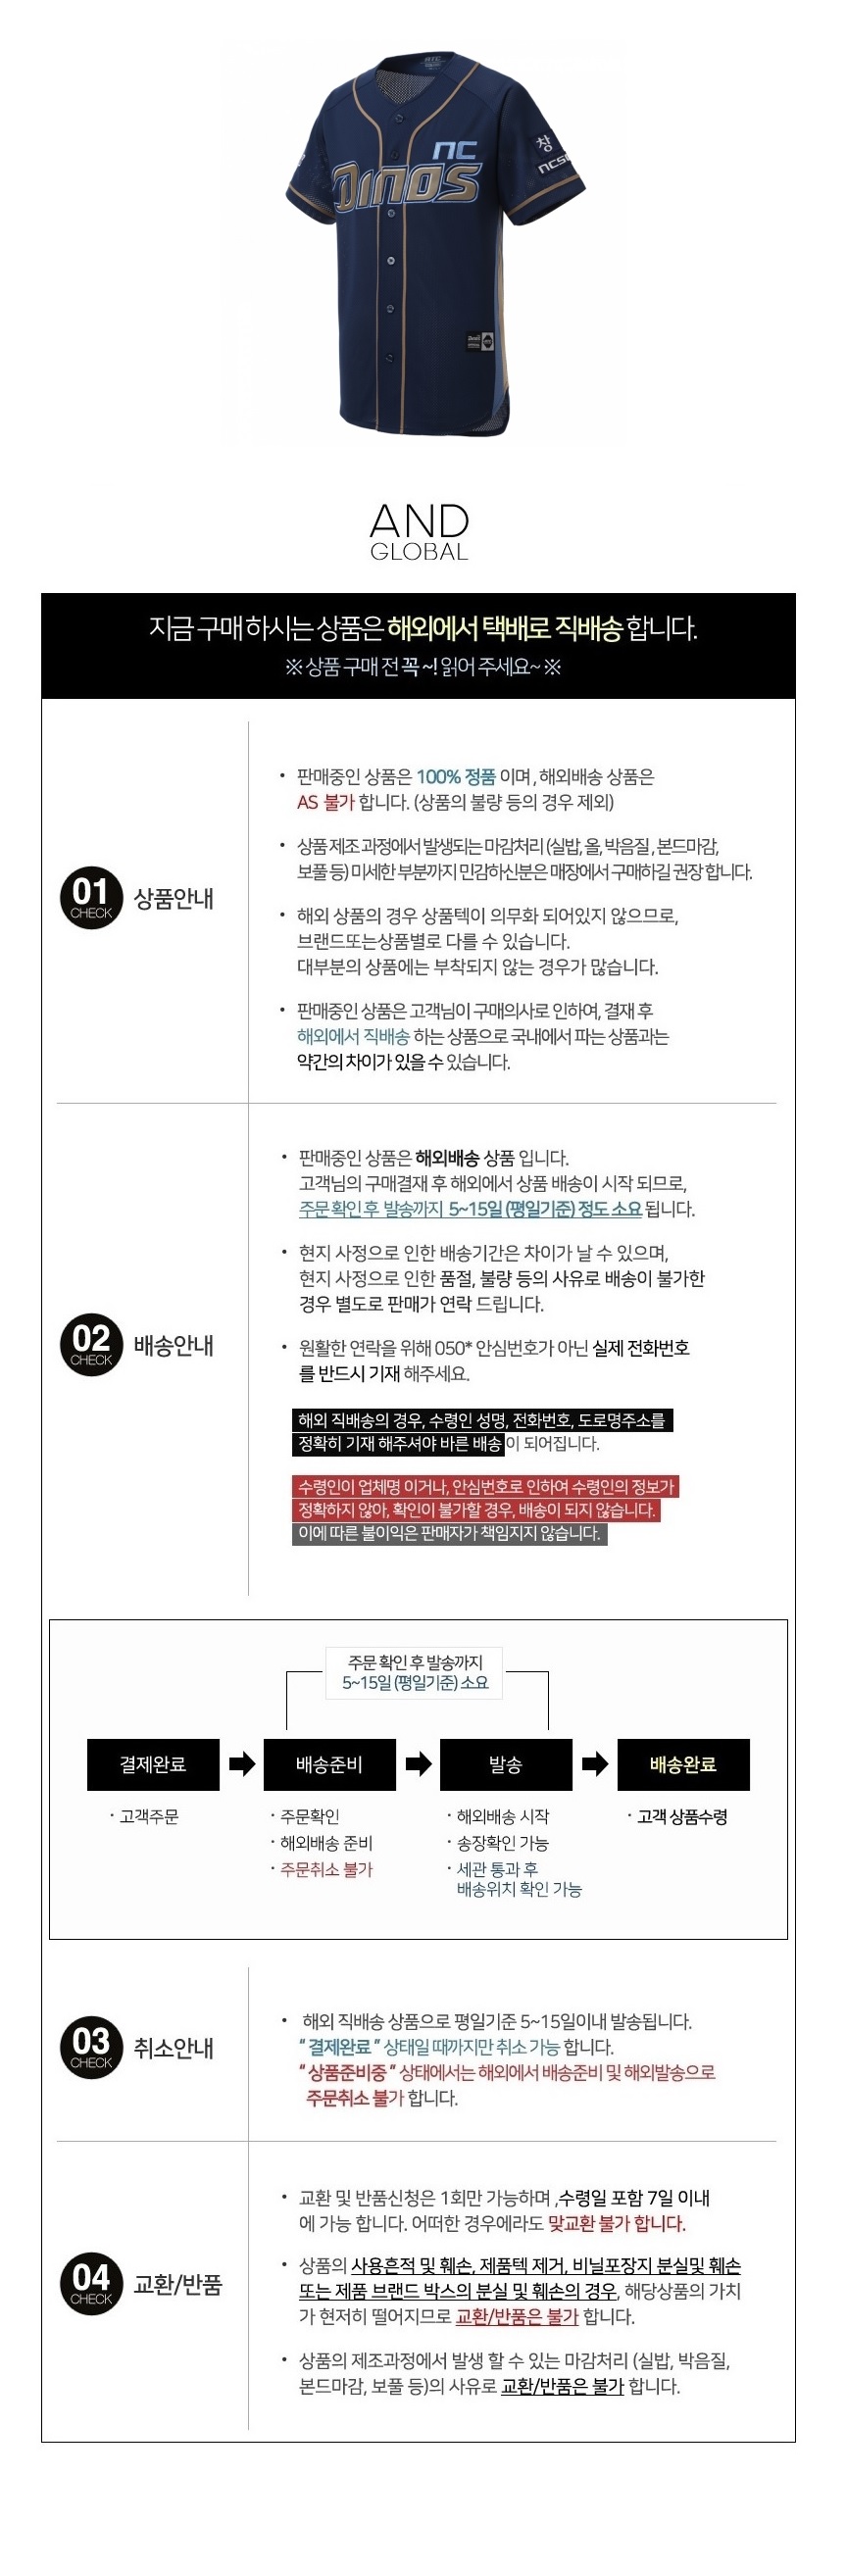 nc
Dinos
창
AND
GLOBAL
지금 구매 하시는 상품은 해외에서 택배로 직배송 합니다.
※ 상품 구매 전 꼭 ~! 읽어 주세요~ ※
01
CHECK
상품안내
• 판매중인 상품은 100% 정품 이며 , 해외배송 상품은
AS 불가 합니다. (상품의 불량 등의 경우 제외)
• 상품 제조 과정에서 발생되는 마감처리 (실밥, 올, 박음질 , 본드마감,
보풀 등) 미세한 부분까지 민감하신분은 매장에서 구매하길 권장 합니다.
• 해외 상품의 경우 상품텍이 의무화 되어있지 않으므로,
브랜드또는상품별로 다를 수 있습니다.
대부분의 상품에는 부착되지 않는 경우가 많습니다.
• 판매중인 상품은 고객님이 구매의사로 인하여, 결재 후
해외에서 직배송 하는 상품으로 국내에서 파는 상품과는
약간의 차이가 있을 수 있습니다.
02
CHECK
배송안내
• 판매중인 상품은 해외배송 상품 입니다.
고객님의 구매결재 후 해외에서 상품 배송이 시작 되므로,
주문 확인 후 발송까지 5~15일 (평일기준) 정도 소요 됩니다.
• 현지 사정으로 인한 배송기간은 차이가 날 수 있으며,
현지 사정으로 인한 품절, 불량 등의 사유로 배송이 불가한
경우 별도로 판매가 연락 드립니다.
• 원활한 연락을 위해 050* 안심번호가 아닌 실제 전화번호
를 반드시 기재 해주세요.
해외 직배송의 경우, 수령인 성명, 전화번호, 도로명주소를
정확히 기재 해주셔야 바른 배송이 되어집니다.
수령인이 업체명 이거나, 안심번호로 인하여 수령인의 정보가
정확하지 않아, 확인이 불가할 경우, 배송이 되지 않습니다.
이에 따른 불이익은 판매자가 책임지지 않습니다.
주문 확인 후 발송까지
5~15일 (평일기준) 소요
결제완료 배송준비 발송 배송완료
· 고객주문
· 주문확인
· 해외배송 준비
· 주문취소 불가
· 해외배송 시작
· 송장확인 가능
· 세관 통과 후
배송위치 확인 가능
· 고객 상품수령
03
CHECK
취소안내
• 해외 직배송 상품으로 평일기준 5~15일이내 발송됩니다.
“ 결제완료 ” 상태일 때까지만 취소 가능 합니다.
“ 상품준비중 ” 상태에서는 해외에서 배송준비 및 해외발송으로
주문취소 불가 합니다.
04
CHECK
교환/반품
• 교환 및 반품신청은 1회만 가능하며 ,수령일 포함 7일 이내
에 가능 합니다. 어떠한 경우에라도 맞교환 불가 합니다.
• 상품의 사용흔적 및 훼손, 제품텍 제거, 비닐포장지 분실및 훼손
또는 제품 브랜드 박스의 분실 및 훼손의 경우, 해당상품의 가치
가 현저히 떨어지므로 교환/반품은 불가 합니다.
• 상품의 제조과정에서 발생 할 수 있는 마감처리 (실밥, 박음질,
본드마감, 보풀 등)의 사유로 교환/반품은 불가 합니다.